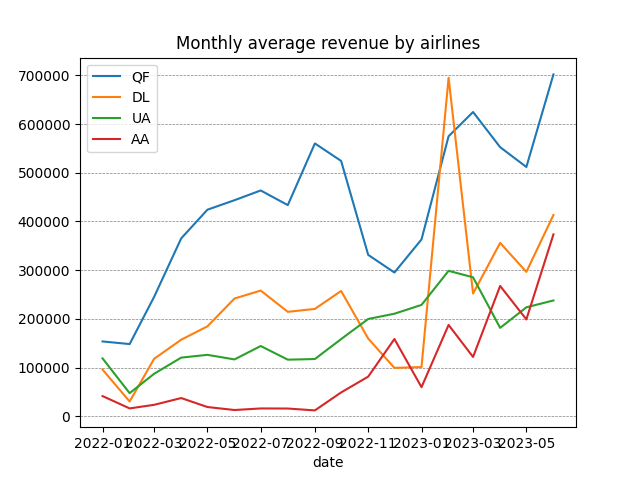 Monthly average revenue by airlines
QF
DL
UA
AA
700000
600000
500000
400000
300000
200000
100000
0
2022-01 2022-03 2022-05 2022-07 2022-09 2022-11 2023-01 2023-03 2023-05
date